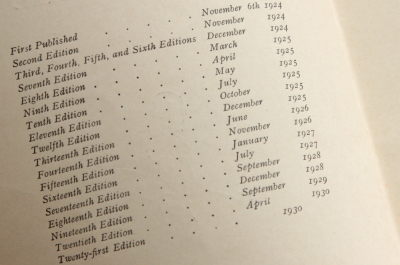 First Published . . . . November 6th 1924
Second Edition . . . . November 1924
Third, Fourth, Fifth, and Sixth Editions December 1924
Seventh Edition . . . . March 1925
Eighth Edition . . . . April 1925
Ninth Edition . . . . May 1925
Tenth Edition . . . . July 1925
Eleventh Edition . . . . October 1925
Twelfth Edition . . . . December 1925
Thirteenth Edition . . . . June 1926
Fourteenth Edition . . . . November 1926
Fifteenth Edition . . . . January 1927
Sixteenth Edition . . . . July 1927
Seventeenth Edition . . . . September 1928
Eighteenth Edition . . . . December 1928
Nineteenth Edition . . . . September 1929
Twentieth Edition . . . . April 1930
Twenty-first Edition . . . . 1930